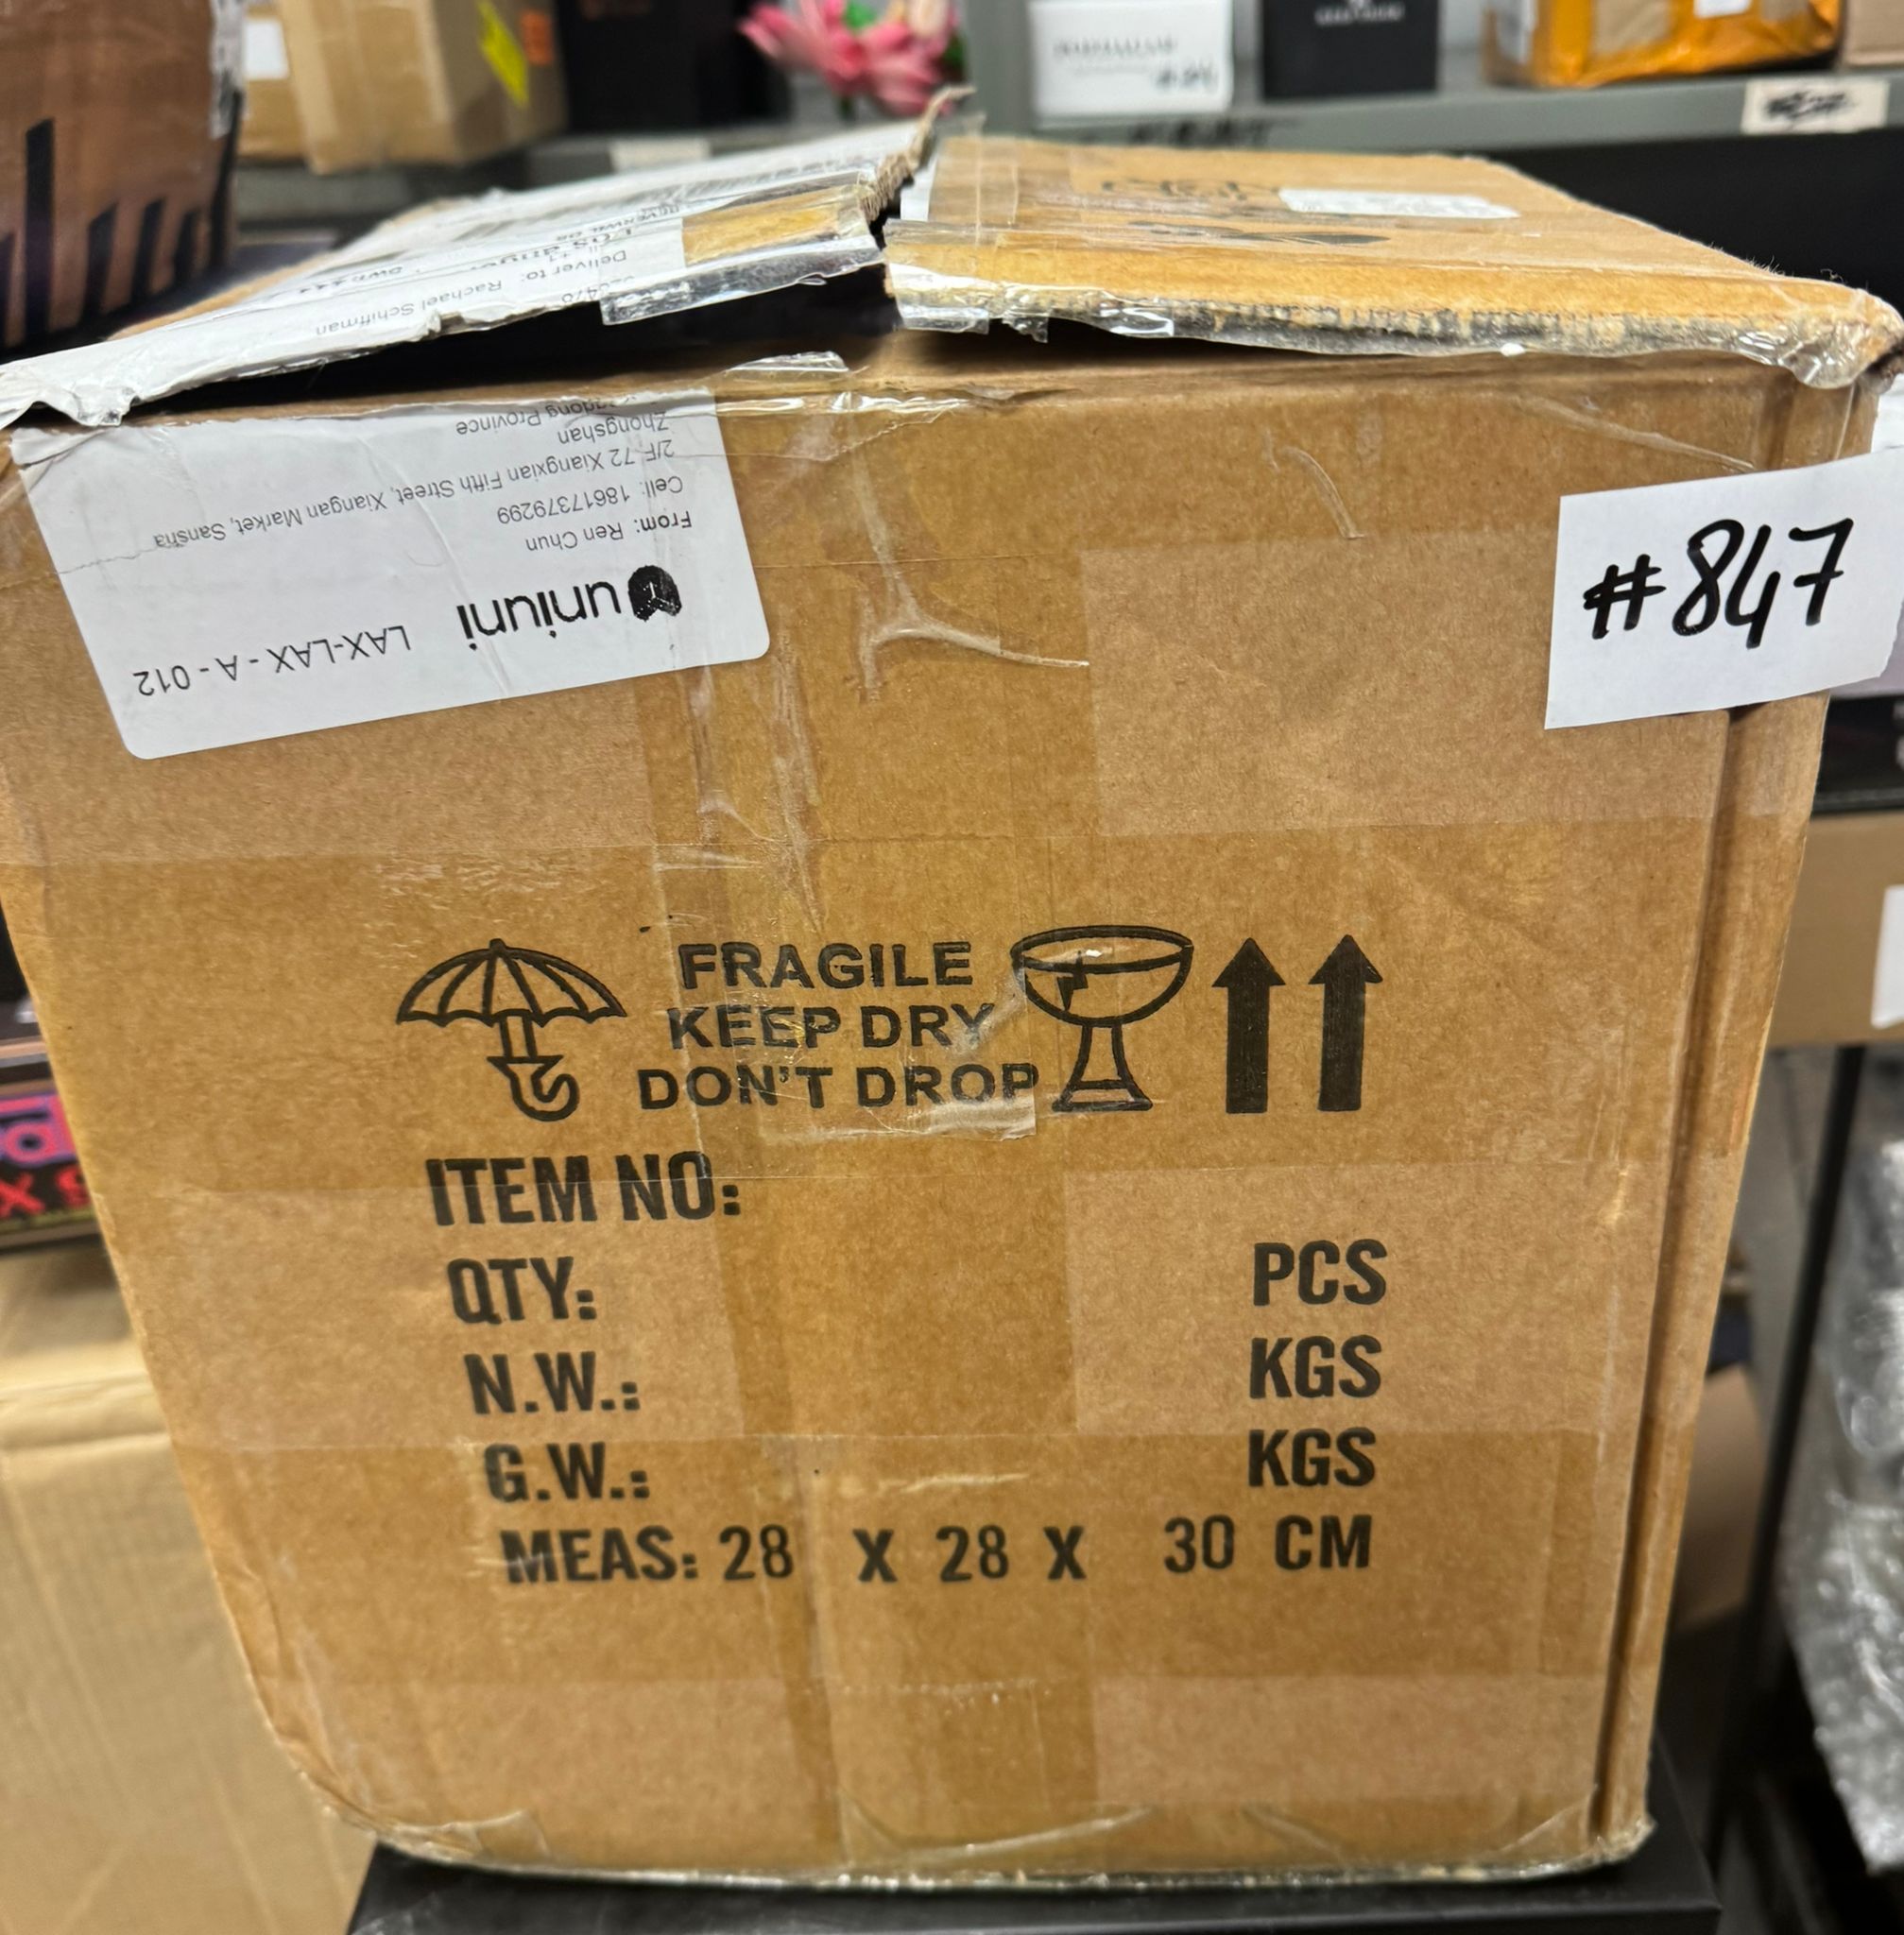 Rachael Schiffman
Deliver to:
#847
LAX-LAX - A - 012
uniuni
From: Ren Chun
Cell: 18617379299
2/F 72 Xiangxian Fifth Street, Xiangan Market, Sansha
Zhongshan
Province
FRAGILE
KEEP DRY
DON'T DROP
ITEM NO:
QTY: PCS
N.W.: KGS
G.W.: KGS
MEAS: 28 X 28 X 30 CM